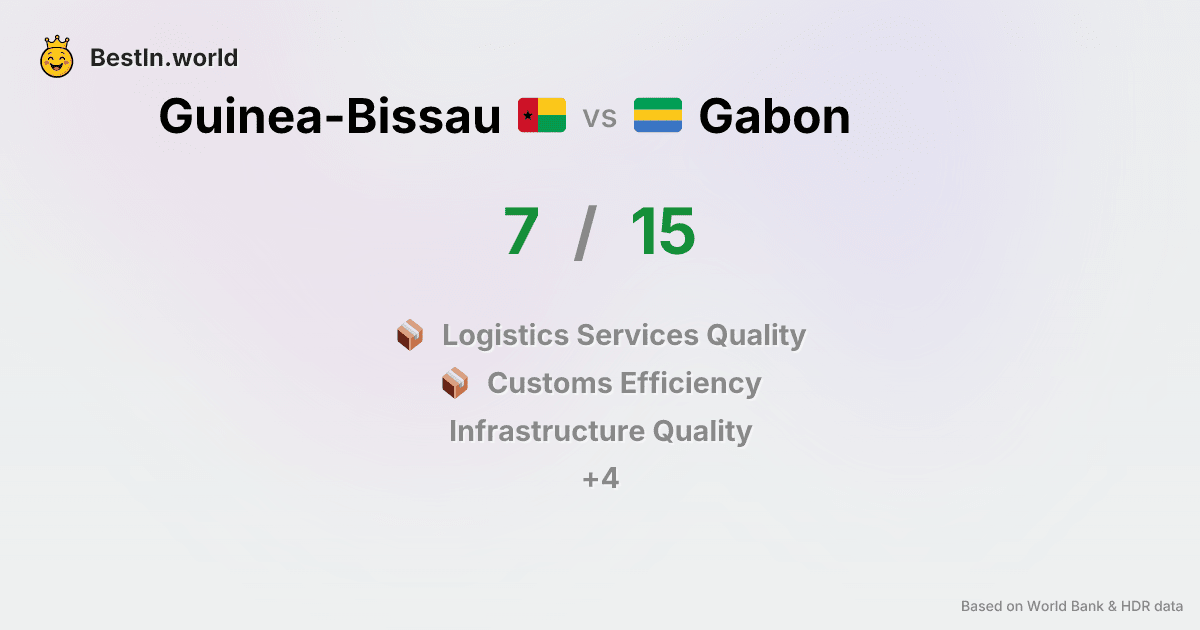 BestIn.world
Guinea-Bissau vs Gabon
7 / 15
Logistics Services Quality
Customs Efficiency
Infrastructure Quality
+4
Based on World Bank & HDR data